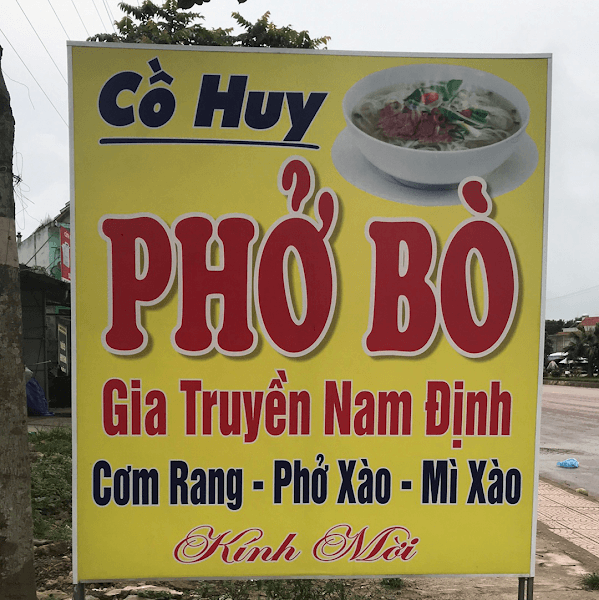 Cồ Huy
PHỞ BÒ
Gia Truyền Nam Định
Cơm Rang - Phở Xào - Mì Xào
Kính Mời